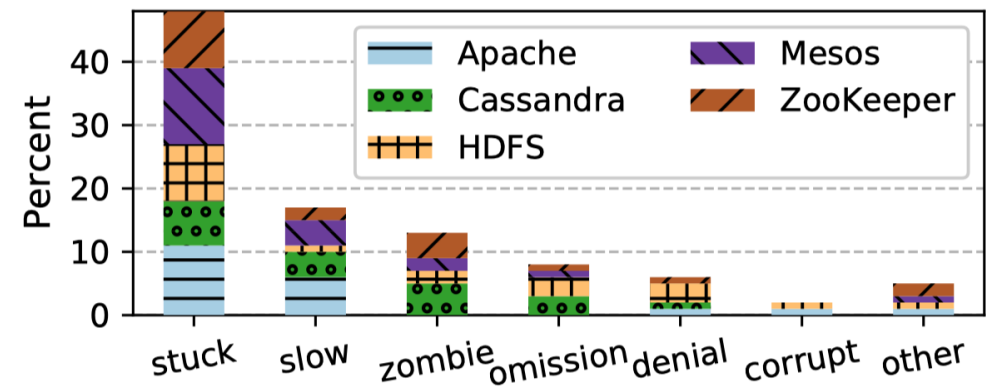 Percent
40
30
20
10
0
Apache
Cassandra
HDFS
Mesos
ZooKeeper
stuck
slow
zombie
omission
denial
corrupt
other